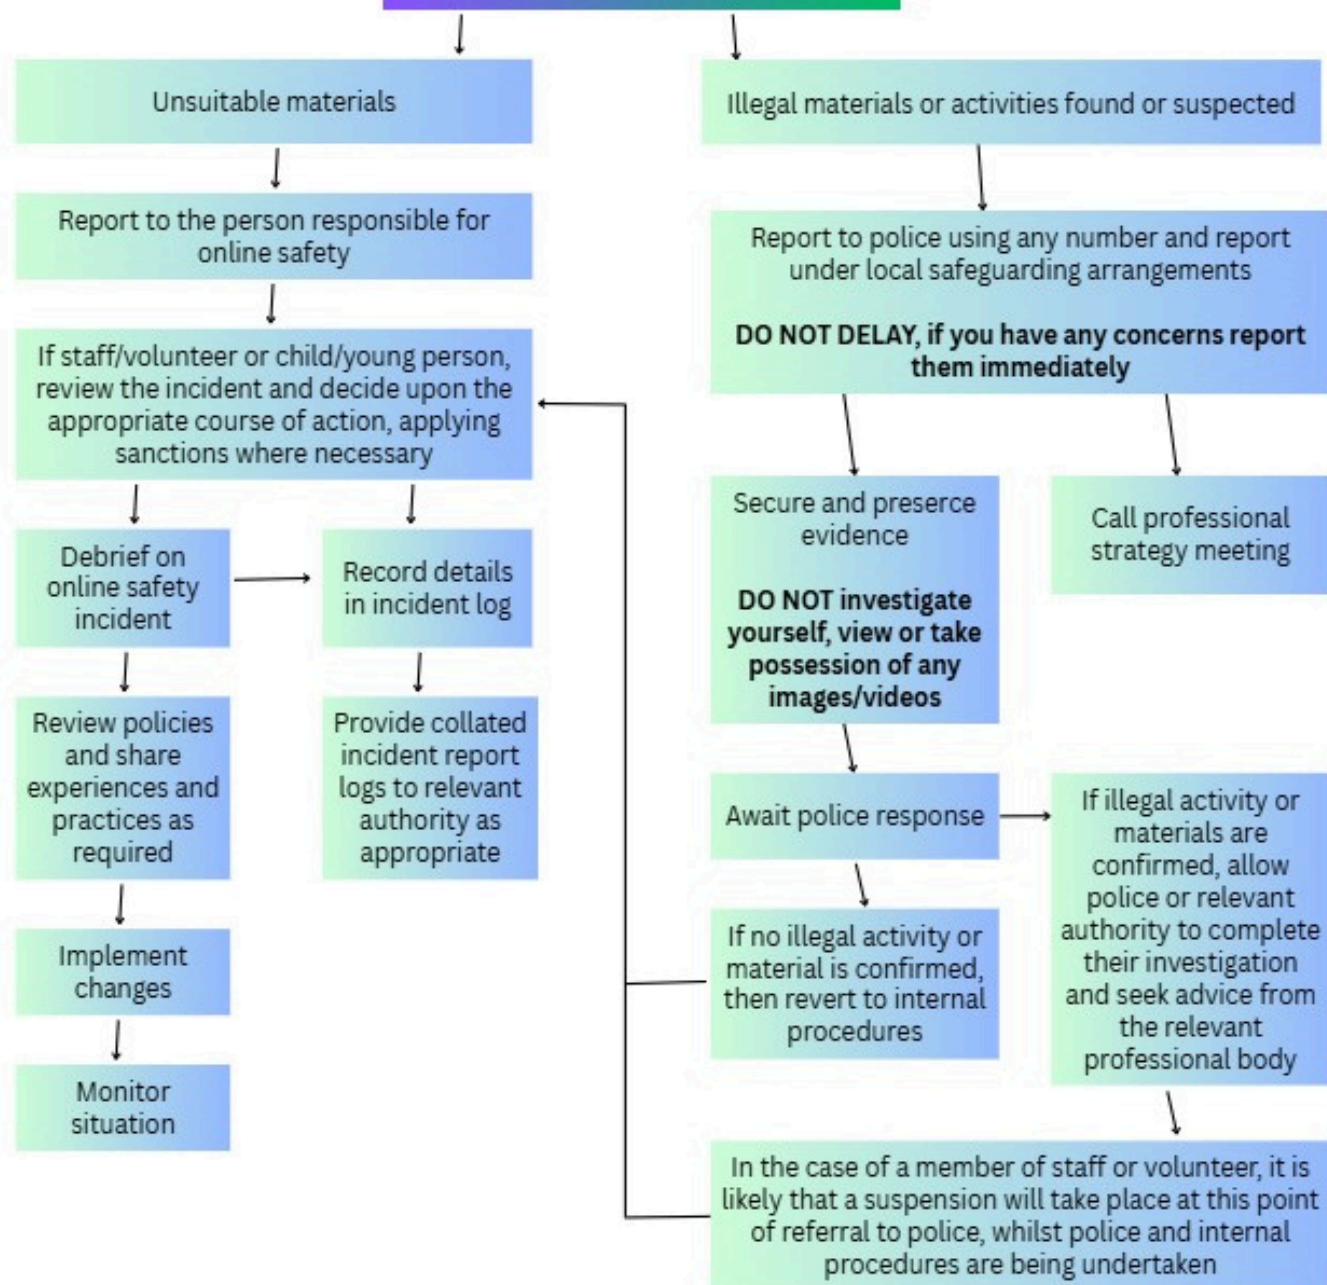 Unsuitable materials
Report to the person responsible for
online safety
If staff/volunteer or child/young person,
review the incident and decide upon the
appropriate course of action, applying
sanctions where necessary
Debrief on
online safety
incident
Record details
in incident log
Review policies
and share
experiences and
practices as
required
Provide collated
incident report
logs to relevant
authority as
appropriate
Implement
changes
Monitor
situation
Illegal materials or activities found or suspected
Report to police using any number and report
under local safeguarding arrangements
DO NOT DELAY, if you have any concerns report
them immediately
Secure and preserce
evidence
DO NOT investigate
yourself, view or take
possession of any
images/videos
Call professional
strategy meeting
Await police response
If illegal activity or
materials are
confirmed, allow
police or relevant
authority to complete
their investigation
and seek advice from
the relevant
professional body
If no illegal activity or
material is confirmed,
then revert to internal
procedures
In the case of a member of staff or volunteer, it is
likely that a suspension will take place at this point
of referral to police, whilst police and internal
procedures are being undertaken